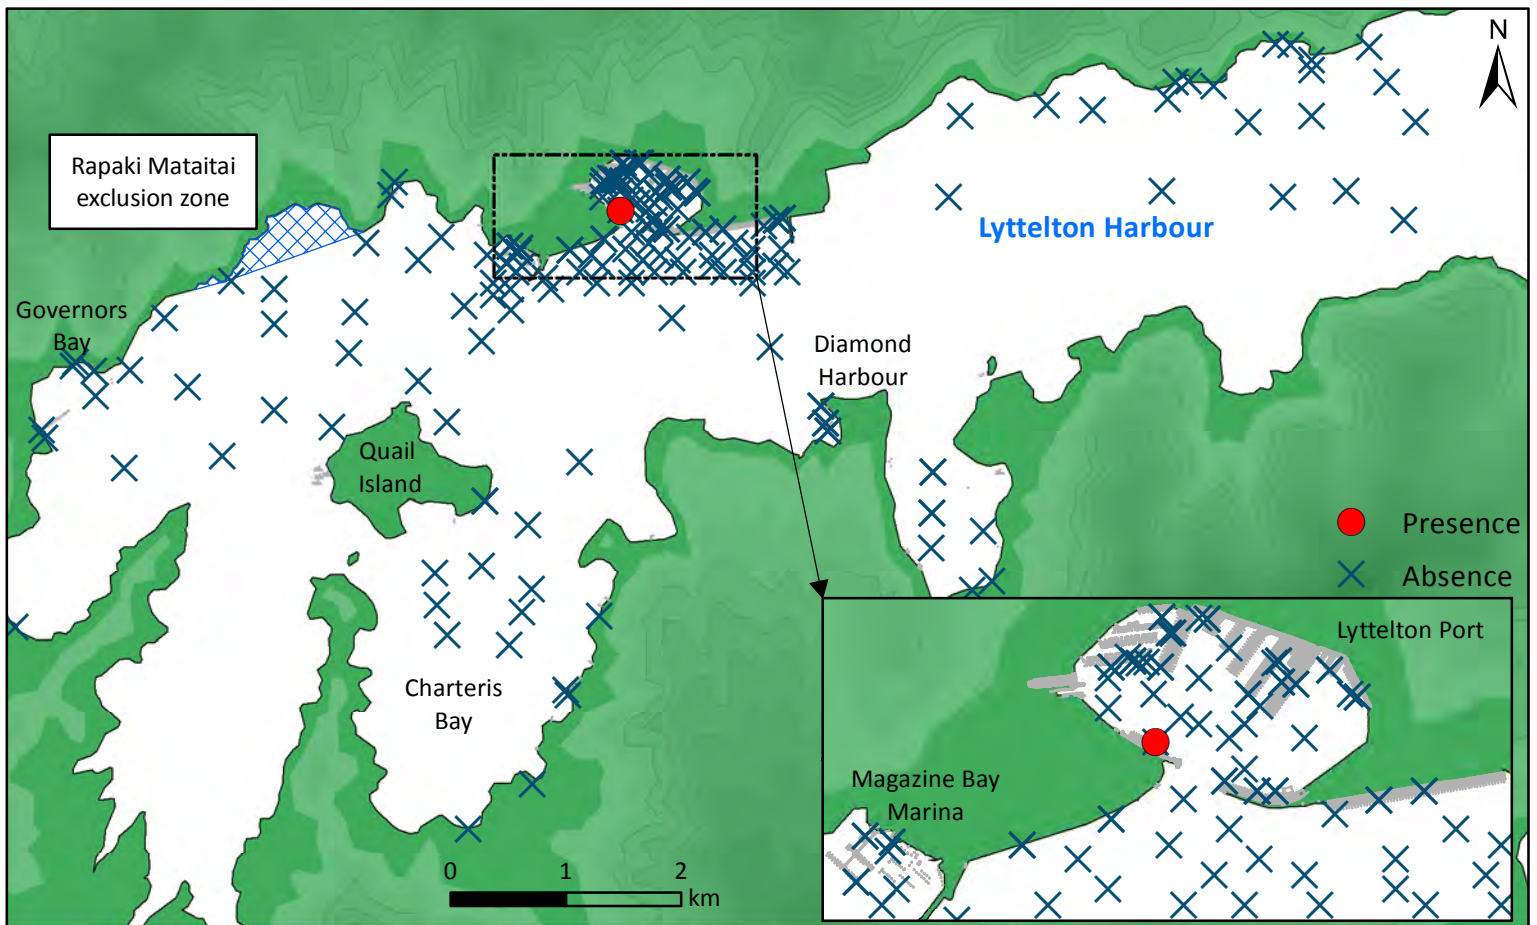 N
Rapaki Mataitai
exclusion zone
Lyttelton Harbour
Governors
Bay
Diamond
Harbour
Quail
Island
Presence
Absence
Lyttelton Port
Charteris
Bay
Magazine Bay
Marina
0 1 2
km